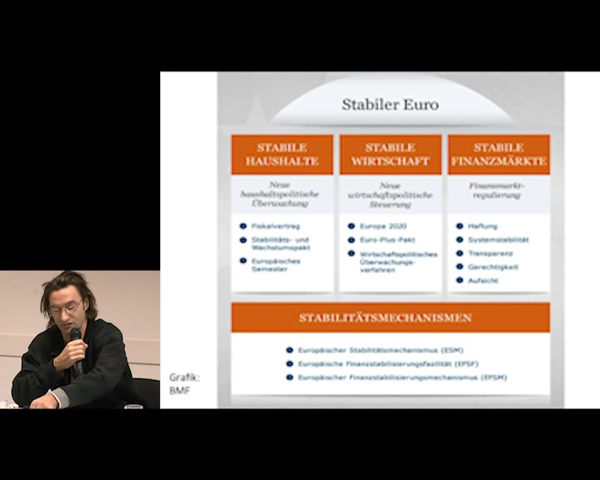 Stabiler Euro
STABILE
HAUSHALTE
Neue
haushaltspolitische
Überwachung
Fiskalvertrag
Stabilitäts- und
Wachstumspakt
Europäisches
Semester
STABILE
WIRTSCHAFT
Neue
wirtschaftspolitische
Steuerung
Europa 2020
Euro-Plus-Pakt
Wirtschaftspolitisches
Überwachungs-
verfahren
STABILE
FINANZMÄRKTE
Finanzmarkt-
regulierung
Haftung
Systemstabilität
Transparenz
Gerechtigkeit
Aufsicht
STABILITÄTSMECHANISMEN
Europäischer Stabilitätsmechanismus (ESM)
Europäische Finanzstabilisierungsfazilität (EFSF)
Europäischer Finanzstabilisierungsmechanismus (EFSM)
Grafik:
BMF